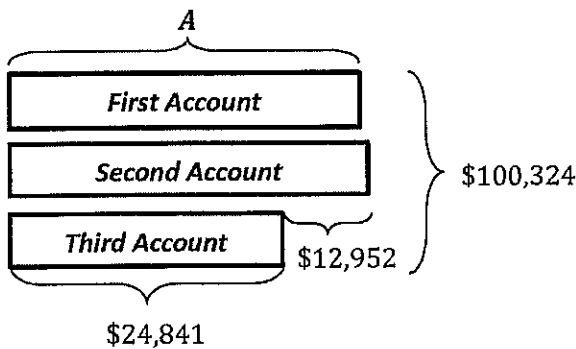 A
First Account
Second Account
$100,324
Third Account
$12,952
$24,841